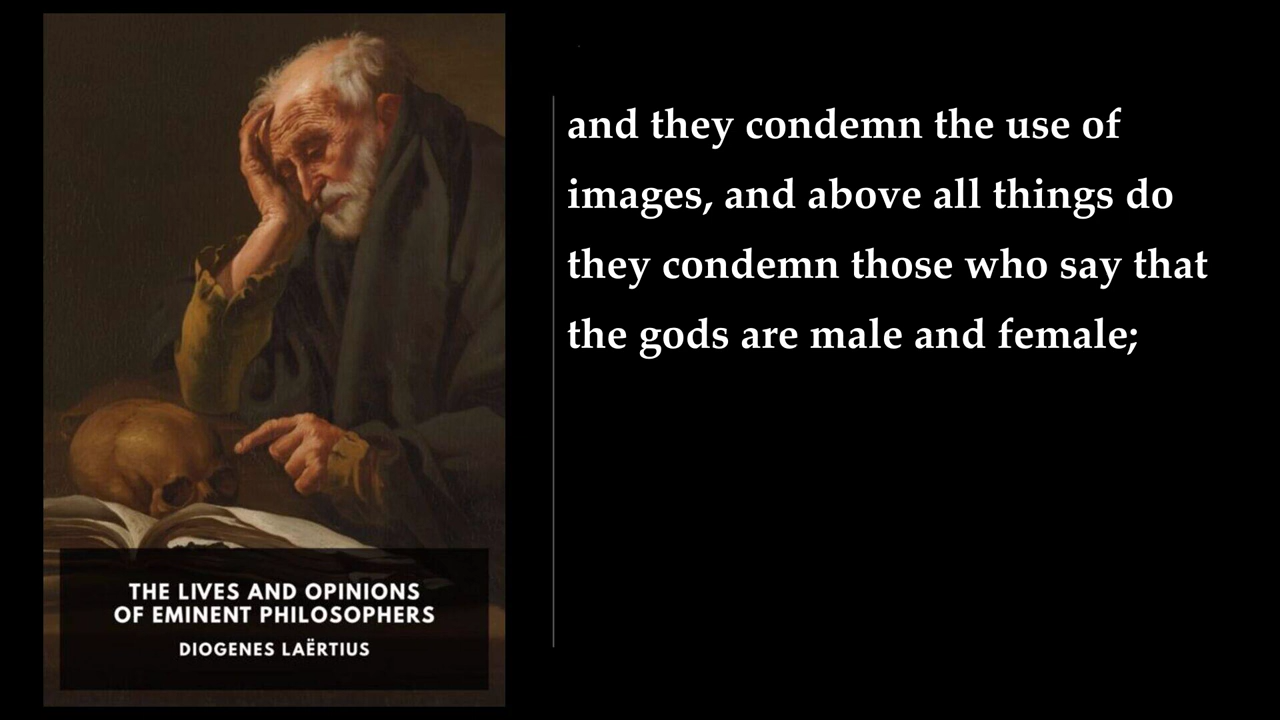 THE LIVES AND OPINIONS
OF EMINENT PHILOSOPHERS
DIOGENES LAËRTIUS
and they condemn the use of
images, and above all things do
they condemn those who say that
the gods are male and female;